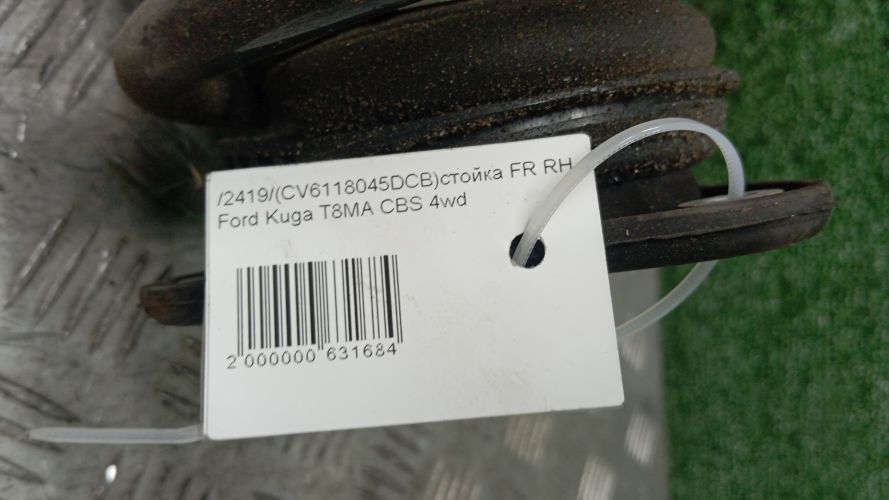 /2419/(CV6118045DCB)стойка FR RH
Ford Kuga T8MA CBS 4wd
2 000000 631684